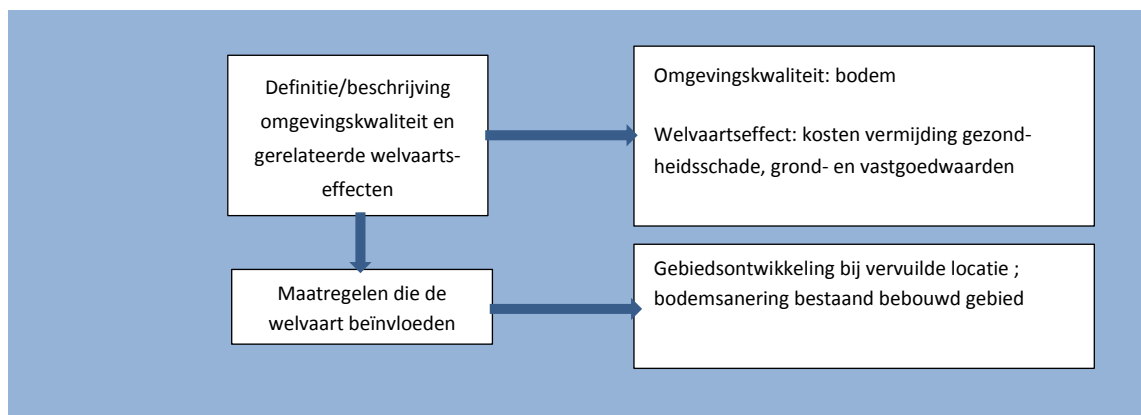 Definitie/beschrijving
omgevingskwaliteit en
gerelateerde welvaarts-
effecten
Omgevingskwaliteit: bodem
Welvaartseffect: kosten vermijding gezond-
heidsschade, grond- en vastgoedwaarden
Maatregelen die de
welvaart beïnvloeden
Gebiedsontwikkeling bij vervuilde locatie ;
bodemsanering bestaand bebouwd gebied